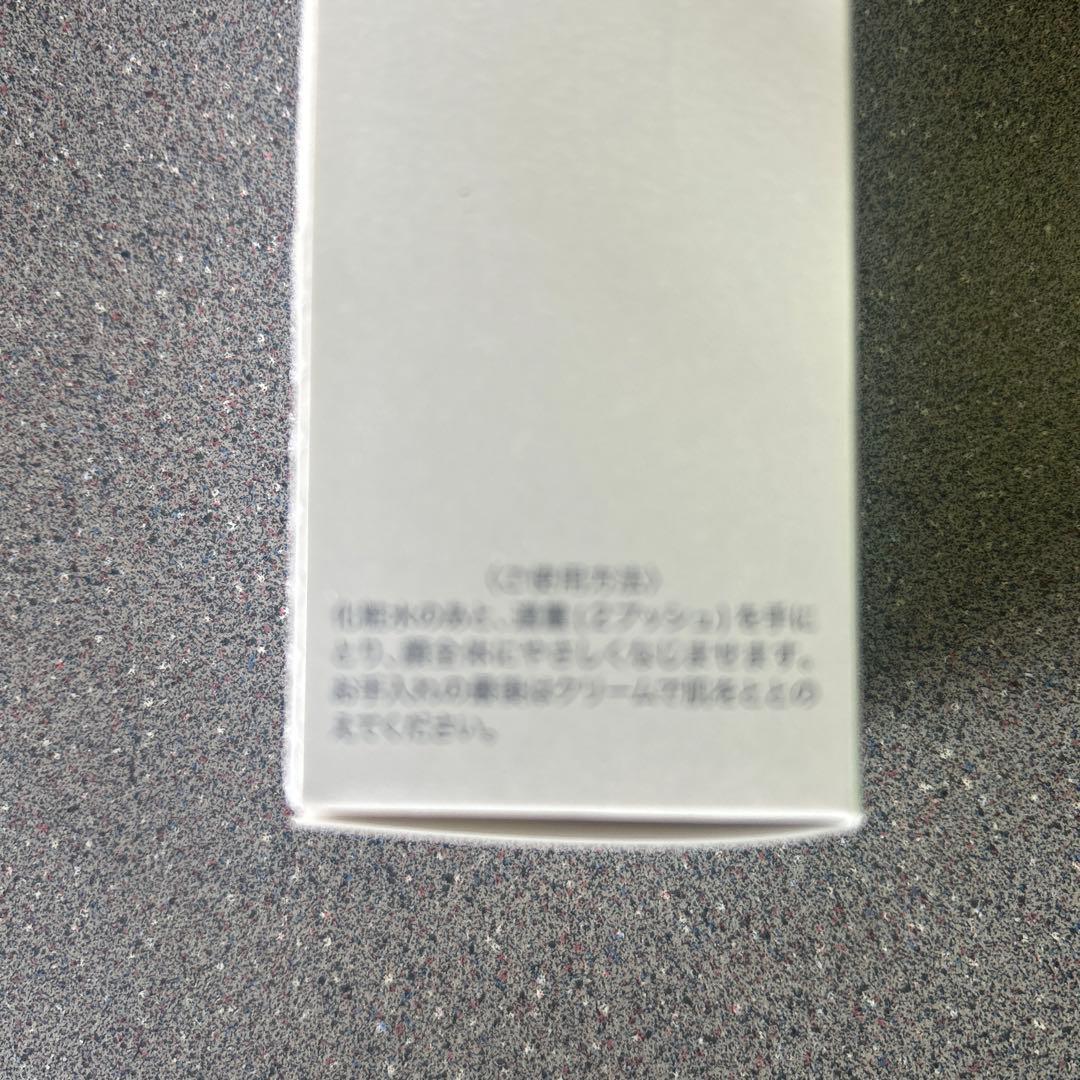 〈ご使用方法〉
化粧水のあと、適量(2プッシュ)を手に
とり、顔全体にやさしくなじませます。
お手入れの最後はクリームで肌をととの
えてください。